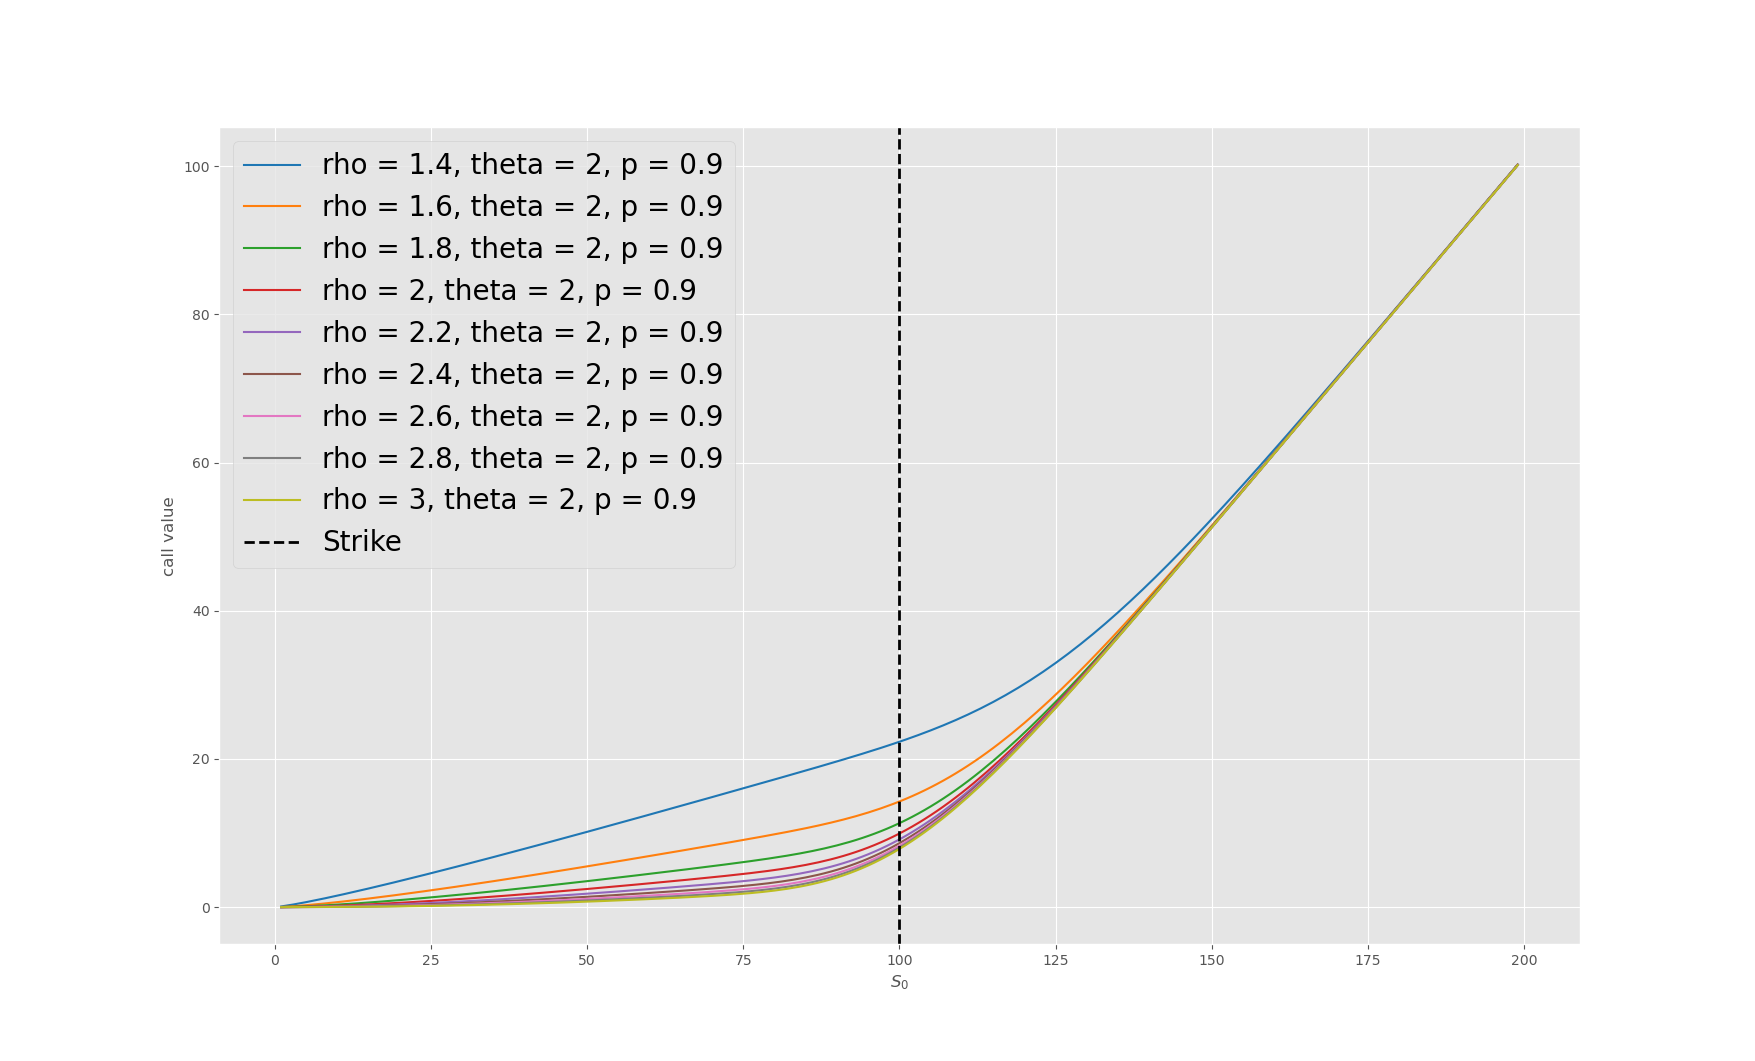 rho = 1.4, theta = 2, p = 0.9
rho = 1.6, theta = 2, p = 0.9
rho = 1.8, theta = 2, p = 0.9
rho = 2, theta = 2, p = 0.9
rho = 2.2, theta = 2, p = 0.9
rho = 2.4, theta = 2, p = 0.9
rho = 2.6, theta = 2, p = 0.9
rho = 2.8, theta = 2, p = 0.9
rho = 3, theta = 2, p = 0.9
Strike
100
80
60
40
20
0
call value
0 25 50 75 100 125 150 175 200
S₀